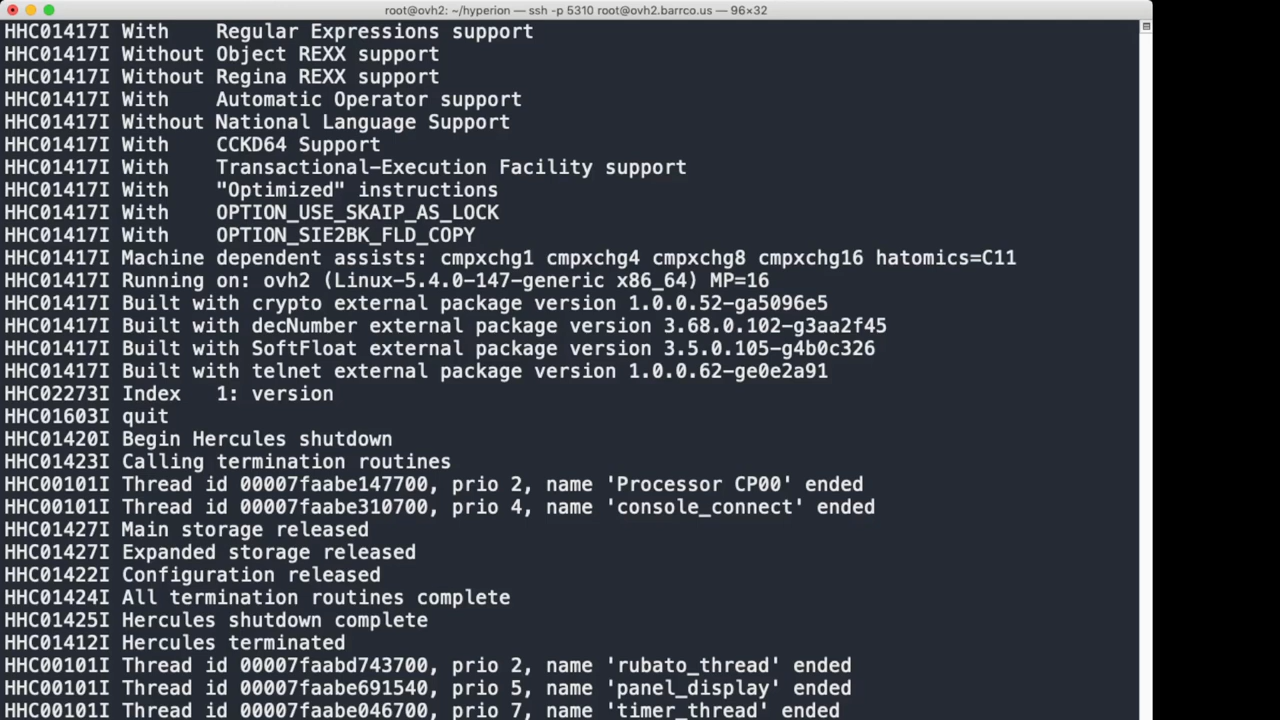 root@ovh2: ~/hyperion — ssh -p 5310 root@ovh2.barrco.us — 96×32
HHC01417I With    Regular Expressions support
HHC01417I Without Object REXX support
HHC01417I Without Regina REXX support
HHC01417I With    Automatic Operator support
HHC01417I Without National Language Support
HHC01417I With    CCKD64 Support
HHC01417I With    Transactional-Execution Facility support
HHC01417I With    "Optimized" instructions
HHC01417I With    OPTION_USE_SKAIP_AS_LOCK
HHC01417I With    OPTION_SIE2BK_FLD_COPY
HHC01417I Machine dependent assists: cmpxchg1 cmpxchg4 cmpxchg8 cmpxchg16 hatomics=C11
HHC01417I Running on: ovh2 (Linux-5.4.0-147-generic x86_64) MP=16
HHC01417I Built with crypto external package version 1.0.0.52-ga5096e5
HHC01417I Built with decNumber external package version 3.68.0.102-g3aa2f45
HHC01417I Built with SoftFloat external package version 3.5.0.105-g4b0c326
HHC01417I Built with telnet external package version 1.0.0.62-ge0e2a91
HHC02273I Index   1: version
HHC01603I quit
HHC01420I Begin Hercules shutdown
HHC01423I Calling termination routines
HHC00101I Thread id 00007faabe147700, prio 2, name 'Processor CP00' ended
HHC00101I Thread id 00007faabe310700, prio 4, name 'console_connect' ended
HHC01427I Main storage released
HHC01427I Expanded storage released
HHC01422I Configuration released
HHC01424I All termination routines complete
HHC01425I Hercules shutdown complete
HHC01412I Hercules terminated
HHC00101I Thread id 00007faabd743700, prio 2, name 'rubato_thread' ended
HHC00101I Thread id 00007faabe691540, prio 5, name 'panel_display' ended
HHC00101I Thread id 00007faabe046700, prio 7, name 'timer_thread' ended